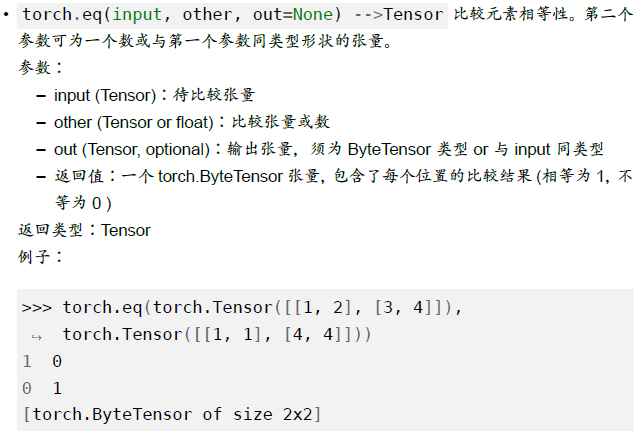 • torch.eq(input, other, out=None) -->Tensor 比较元素相等性。第二个
参数可为一个数或与第一个参数同类型形状的张量。
参数：
– input (Tensor)：待比较张量
– other (Tensor or float)：比较张量或数
– out (Tensor, optional)：输出张量，须为 ByteTensor 类型 or 与 input 同类型
– 返回值：一个 torch.ByteTensor 张量，包含了每个位置的比较结果 (相等为 1，不
等为 0 )
返回类型：Tensor
例子：
>>> torch.eq(torch.Tensor([[1, 2], [3, 4]]),
↪ torch.Tensor([[1, 1], [4, 4]]))
1 0
0 1
[torch.ByteTensor of size 2x2]